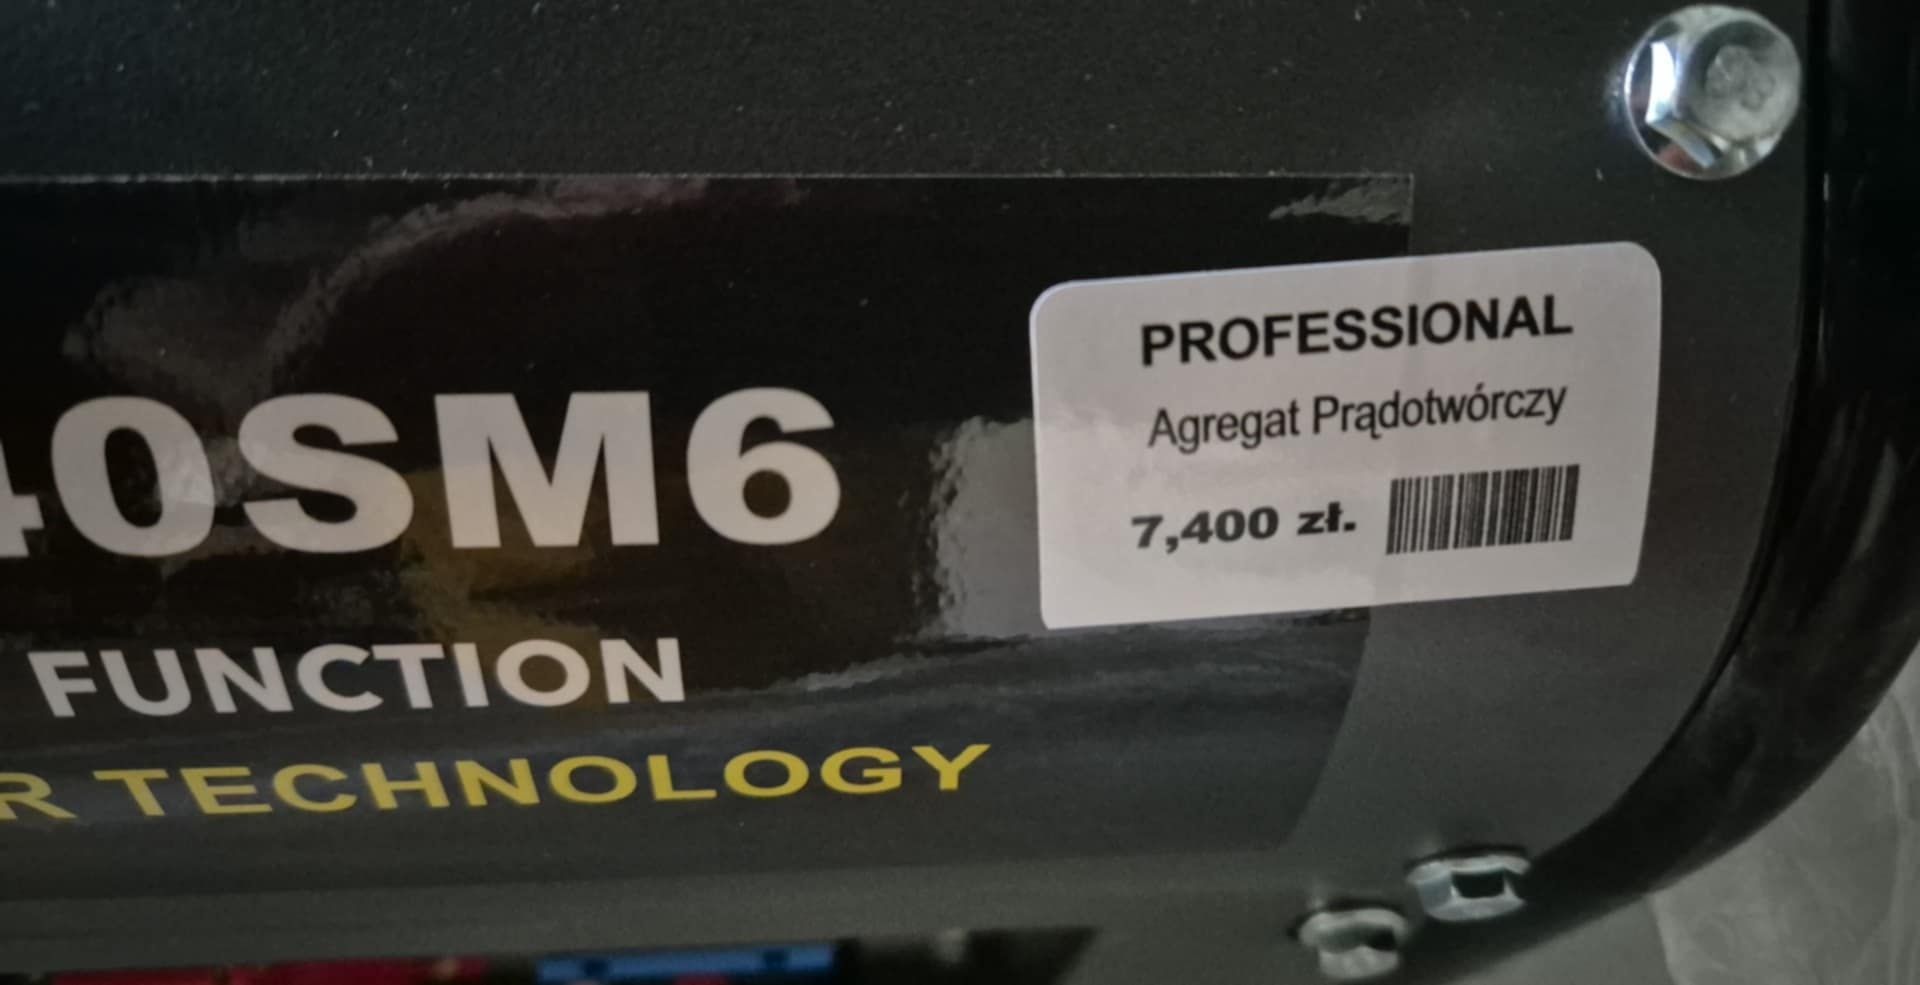 40SM6
FUNCTION
R TECHNOLOGY
PROFESSIONAL
Agregat Prądotwórczy
7,400 zł.